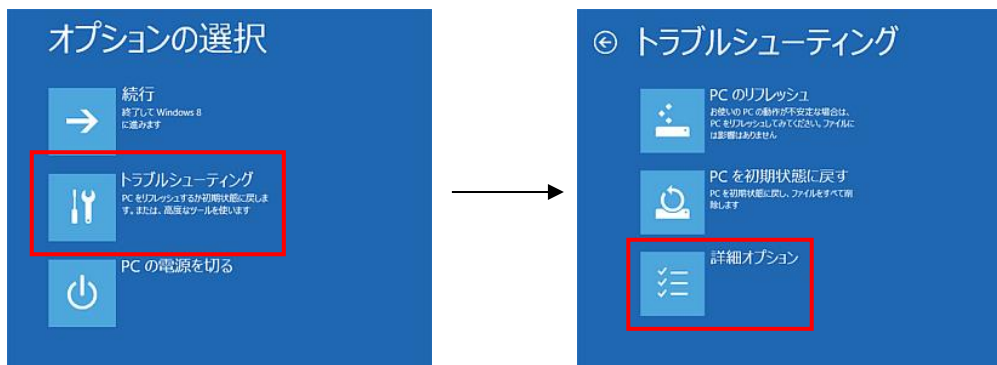 オプションの選択
続行
終了して Windows 8
に進みます
トラブルシューティング
PC をリフレッシュするか初期状態に戻しま
す。または、高度なツールを使います
PC の電源を切る
トラブルシューティング
PC のリフレッシュ
お使いの PC の動作が不安定な場合は、
PC をリフレッシュしてみてください。ファイルに
は影響はありません
PC を初期状態に戻す
PC を初期状態に戻し、ファイルをすべて削
除します
詳細オプション